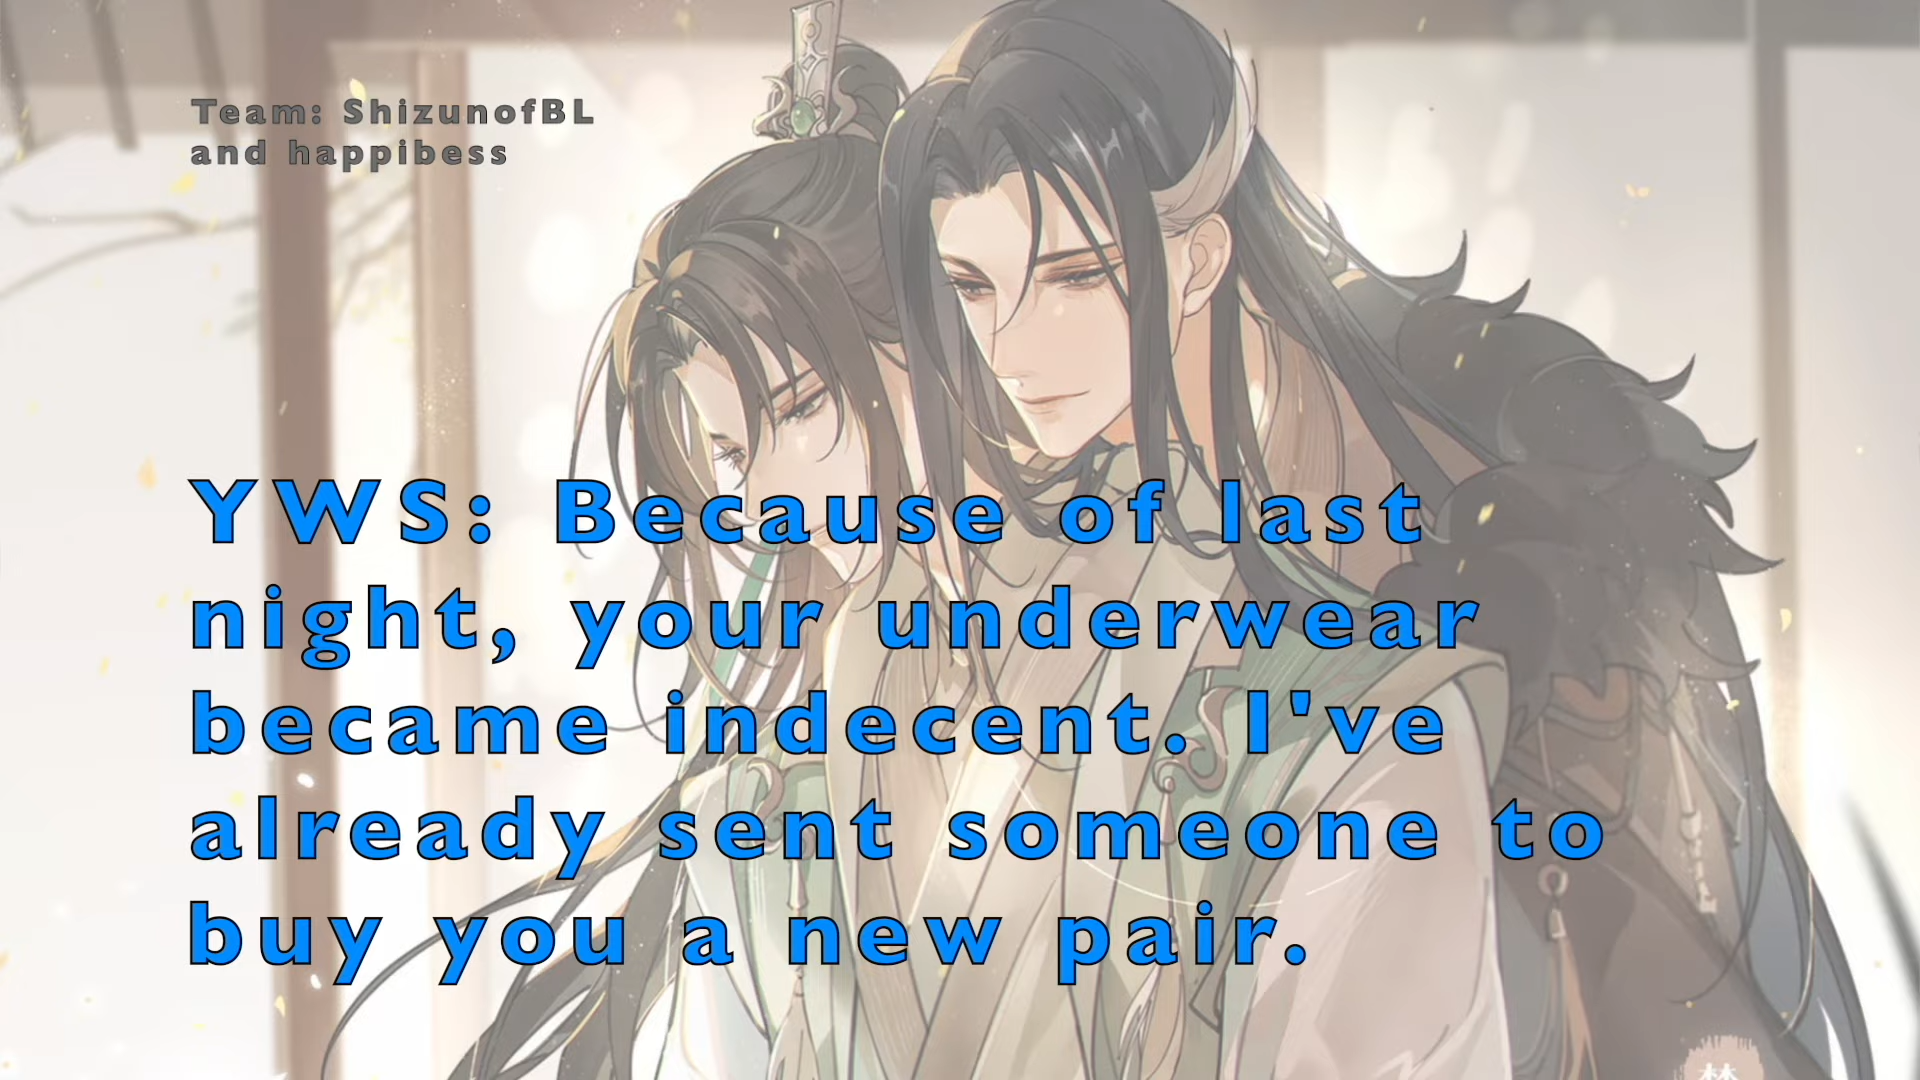 Team: ShizunofBL
and happibess
YWS: Because of last
night, your underwear
became indecent. I've
already sent someone to
buy you a new pair.